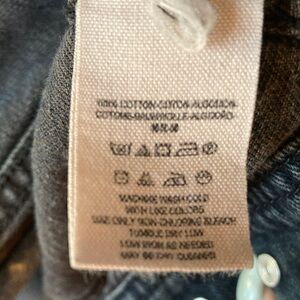 100% COTTON-COTON-ALGODON-
COTONE-BAUMWOLLE-ALGODÃO
MACHINE WASH COLD
WITH LIKE COLORS
USE ONLY NON-CHLORINE BLEACH
TUMBLE DRY LOW
IRON AS NEEDED
MAY BE DRY CLEANED